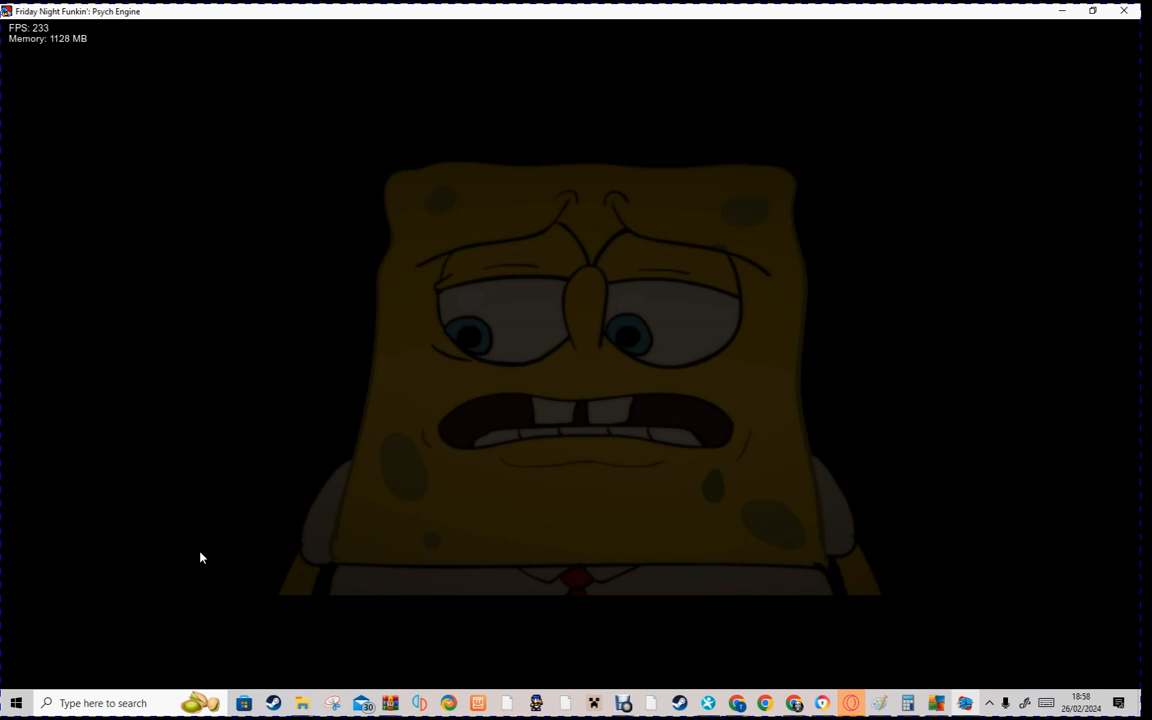 Friday Night Funkin': Psych Engine
FPS: 233
Memory: 1128 MB
Type here to search
30
18:58
26/02/2024